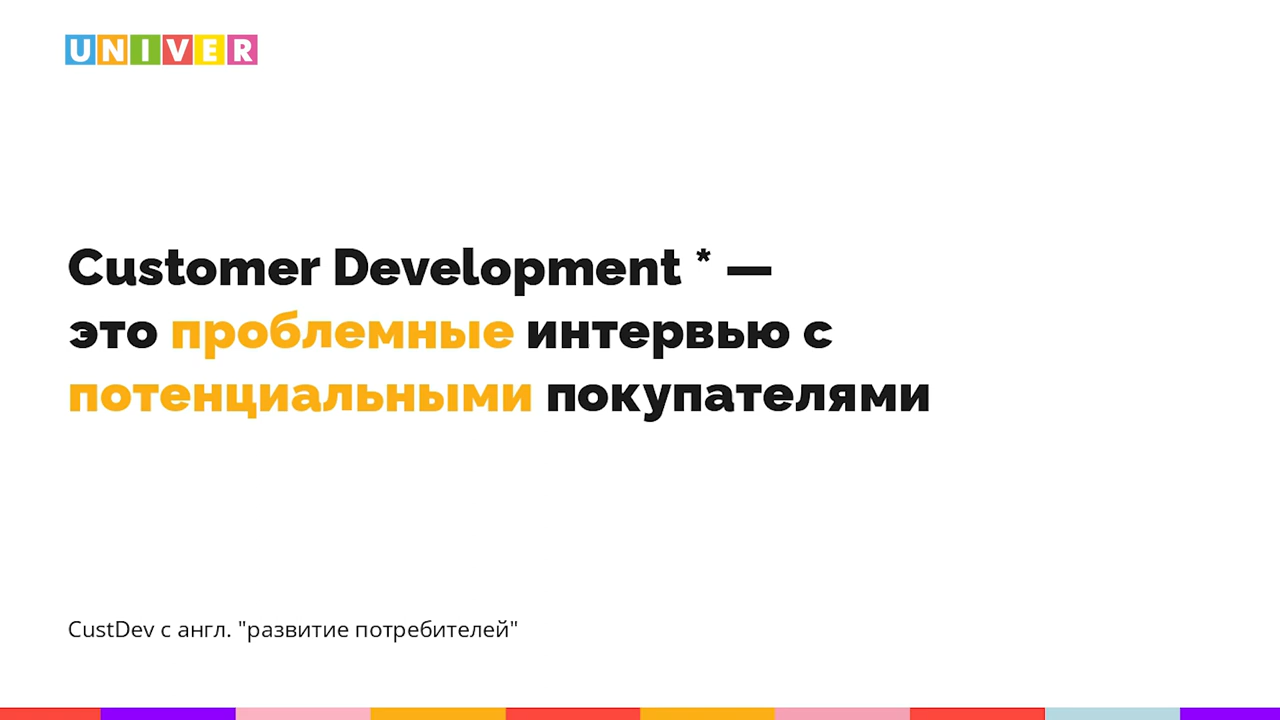 UNIVER
Customer Development * —
это проблемные интервью с
потенциальными покупателями
CustDev с англ. "развитие потребителей"